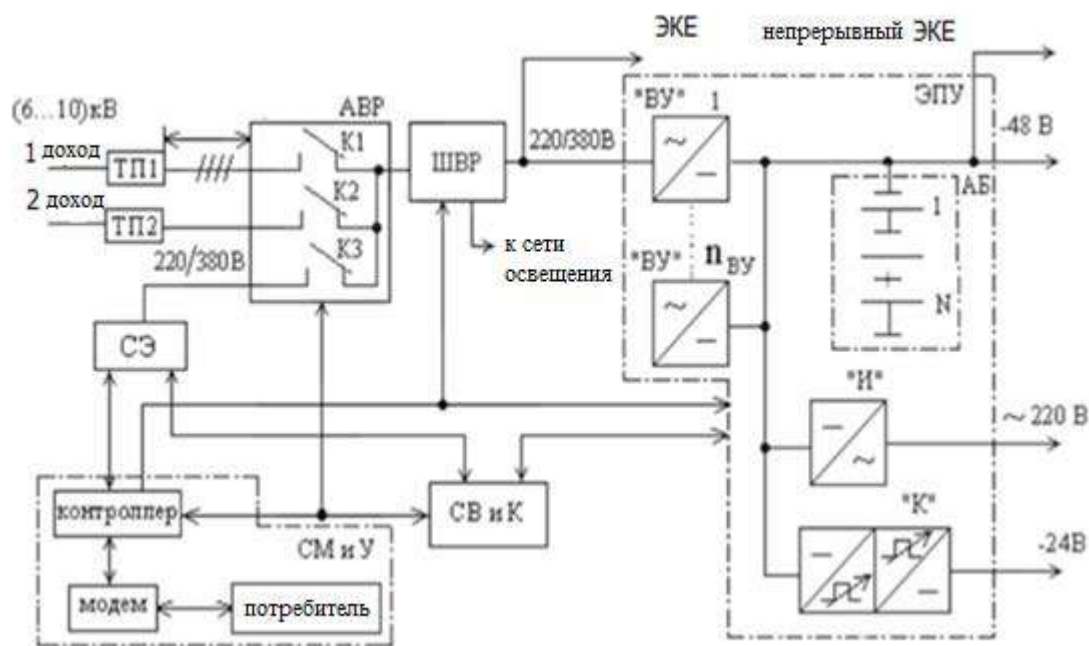 ЭКЕ
непрерывный ЭКЕ
(6...10)кВ
АВР
"ВУ" 1
ЭПУ
1 доход
ТП1
К1
ШВР
220/380В
-48 В
2 доход
ТП2
К2
АБ
1
220/380В
К3
к сети
освещения
"ВУ" n ВУ
N
СЭ
"И"
~ 220 В
контроллер
СВ и К
"К"
СМ и У
-24В
модем
потребитель